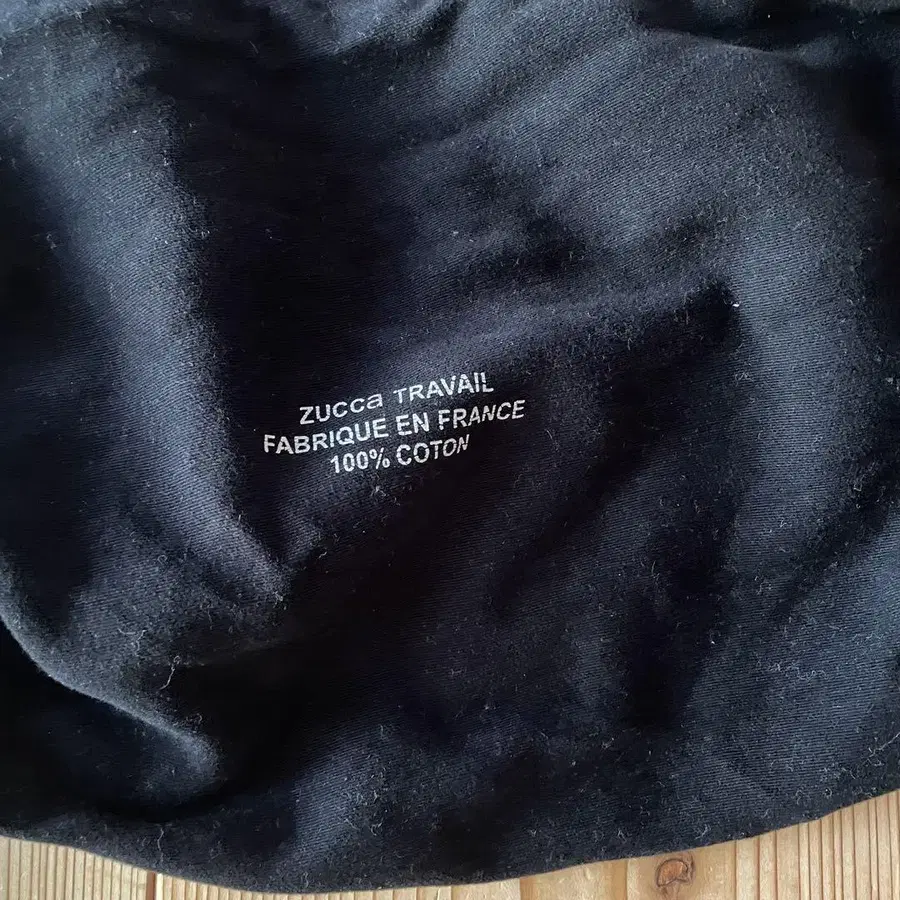 ZUCCa TRAVAIL
FABRIQUE EN FRANCE
100% COTON